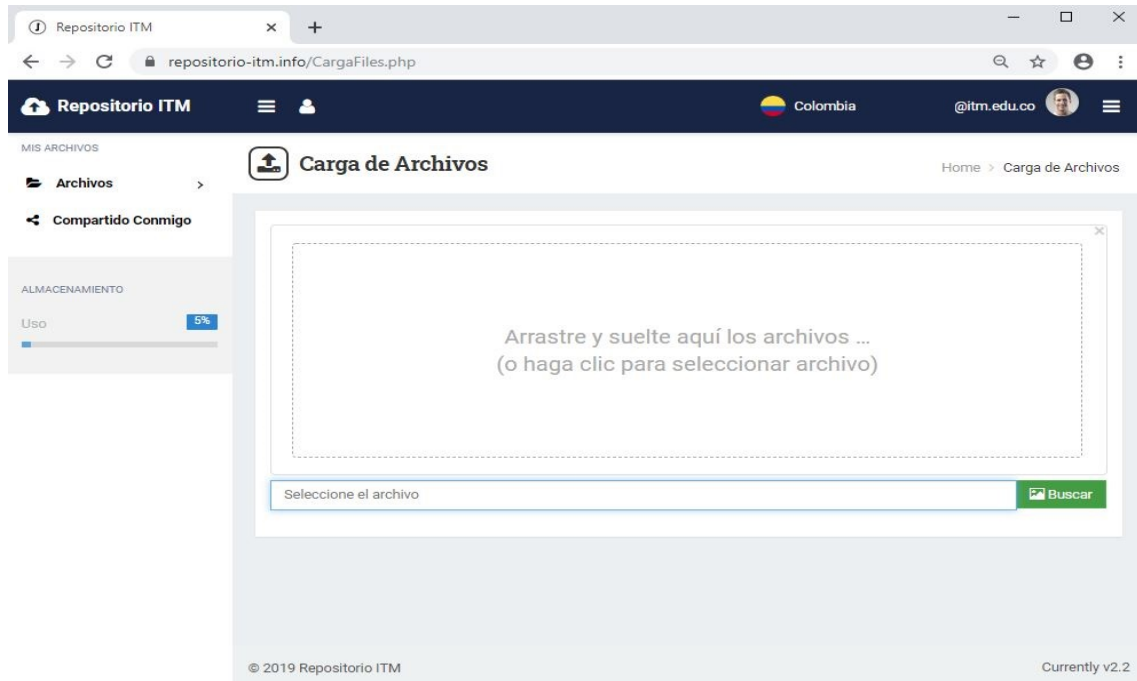 Repositorio ITM
repositorio-itm.info/CargaFiles.php
Repositorio ITM
Colombia
@itm.edu.co
MIS ARCHIVOS
Archivos
Compartido Conmigo
ALMACENAMIENTO
Uso
5%
Carga de Archivos
Home > Carga de Archivos
Arrastre y suelte aquí los archivos ...
(o haga clic para seleccionar archivo)
Seleccione el archivo
Buscar
© 2019 Repositorio ITM
Currently v2.2